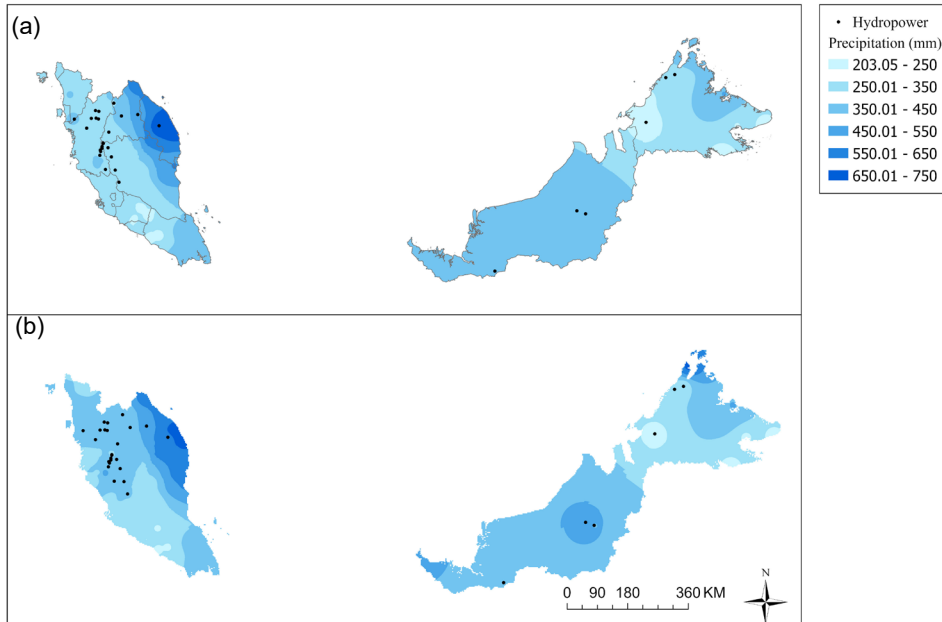 (a)
• Hydropower
Precipitation (mm)
203.05 - 250
250.01 - 350
350.01 - 450
450.01 - 550
550.01 - 650
650.01 - 750
(b)
N
0 90 180 360 KM